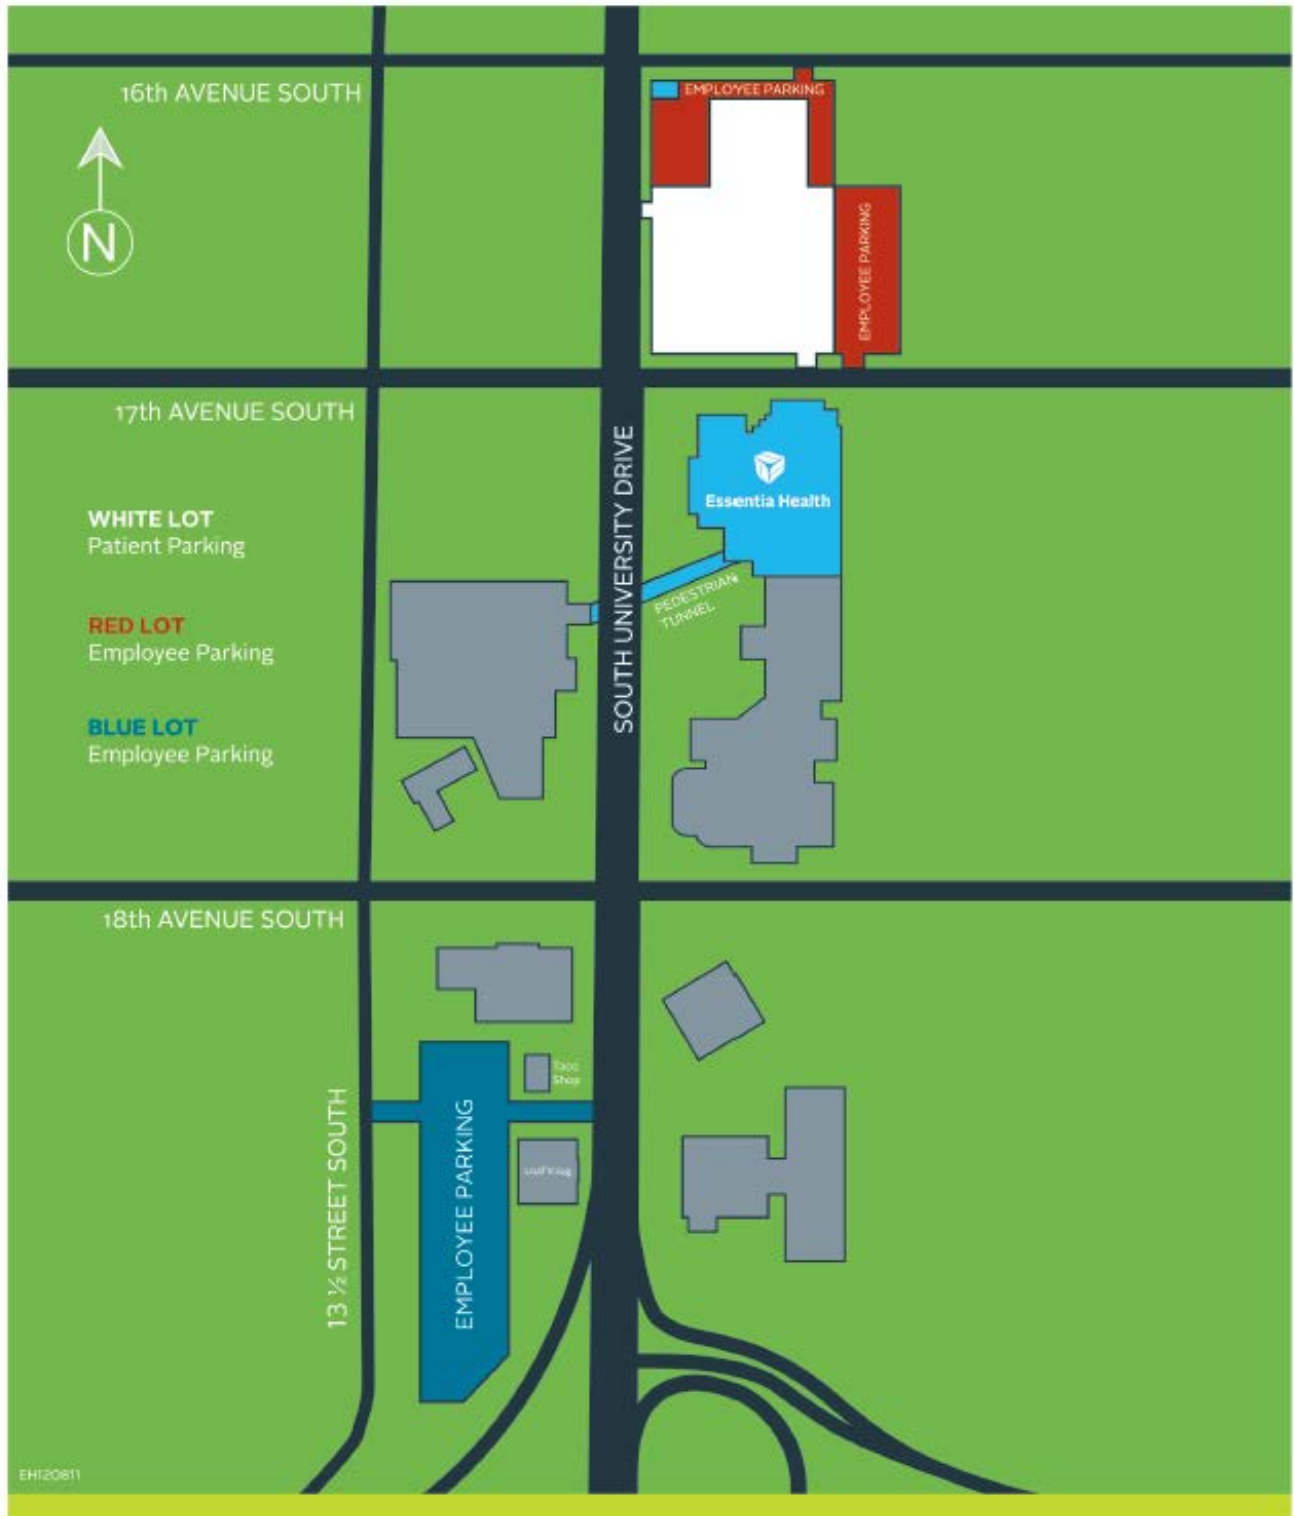 16th AVENUE SOUTH
EMPLOYEE PARKING
N
EMPLOYEE PARKING
17th AVENUE SOUTH
SOUTH UNIVERSITY DRIVE
Essentia Health
WHITE LOT
Patient Parking
PEDESTRIAN
TUNNEL
RED LOT
Employee Parking
BLUE LOT
Employee Parking
18th AVENUE SOUTH
Taco
Shop
13 ½ STREET SOUTH
EMPLOYEE PARKING
EH120811